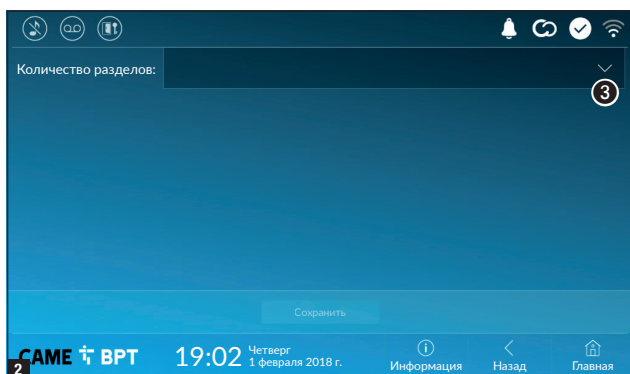 Количество разделов:
3
Сохранить
2
CAME BPT
19:02
Четверг
1 февраля 2018 г.
Информация
Назад
Главная